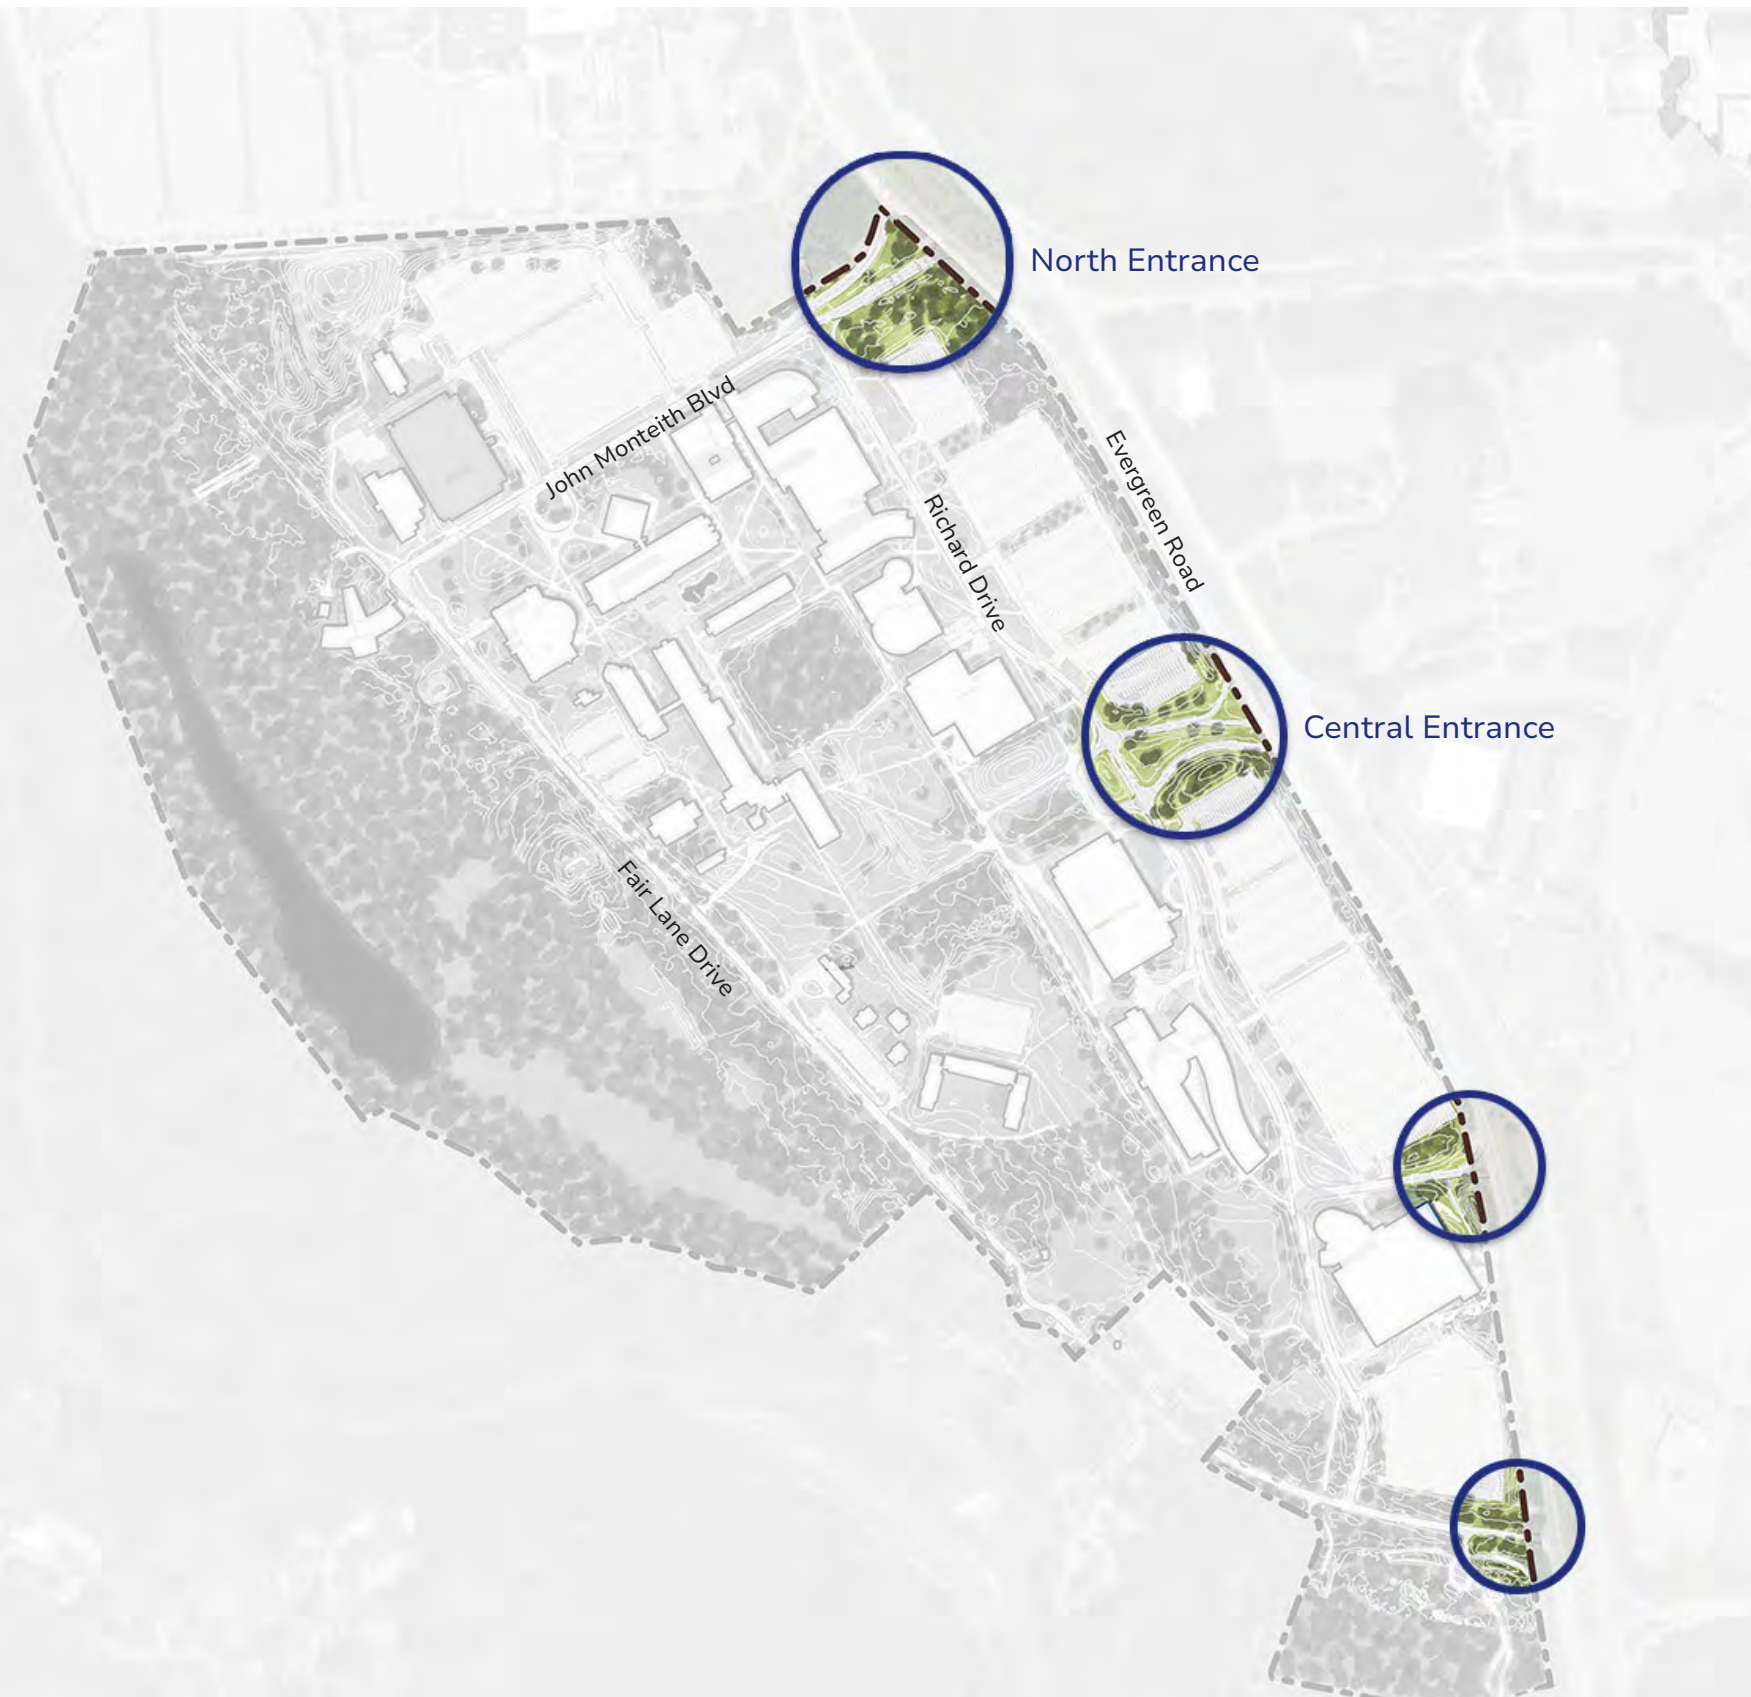 North Entrance
John Monteith Blvd
Evergreen Road
Richard Drive
Central Entrance
Fair Lane Drive